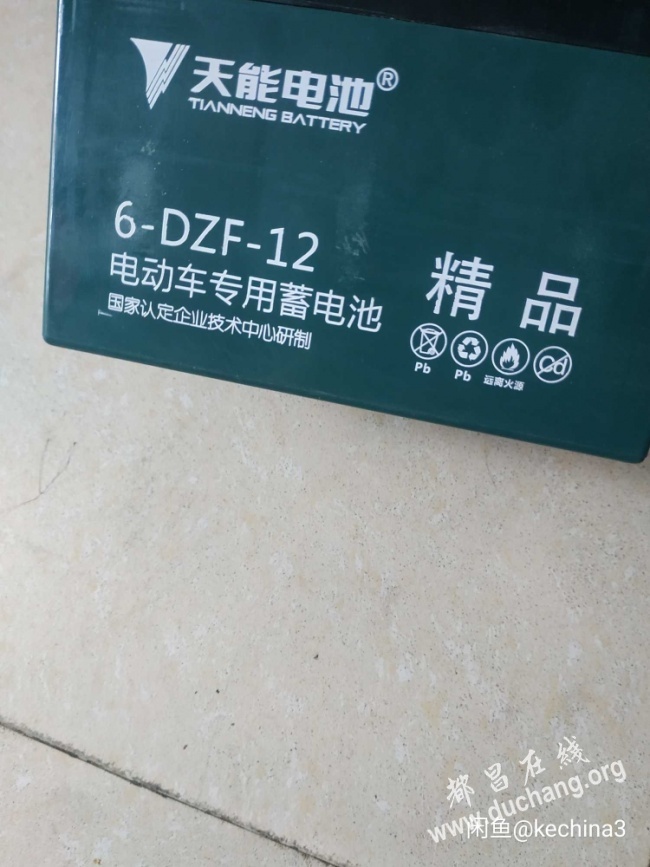 天能电池®
TIANNENG BATTERY
6-DZF-12
电动车专用蓄电池
国家认定企业技术中心研制
精品
Pb
Pb
远离火源
Cd
都昌在线
www.duchang.org
闲鱼@kechina3